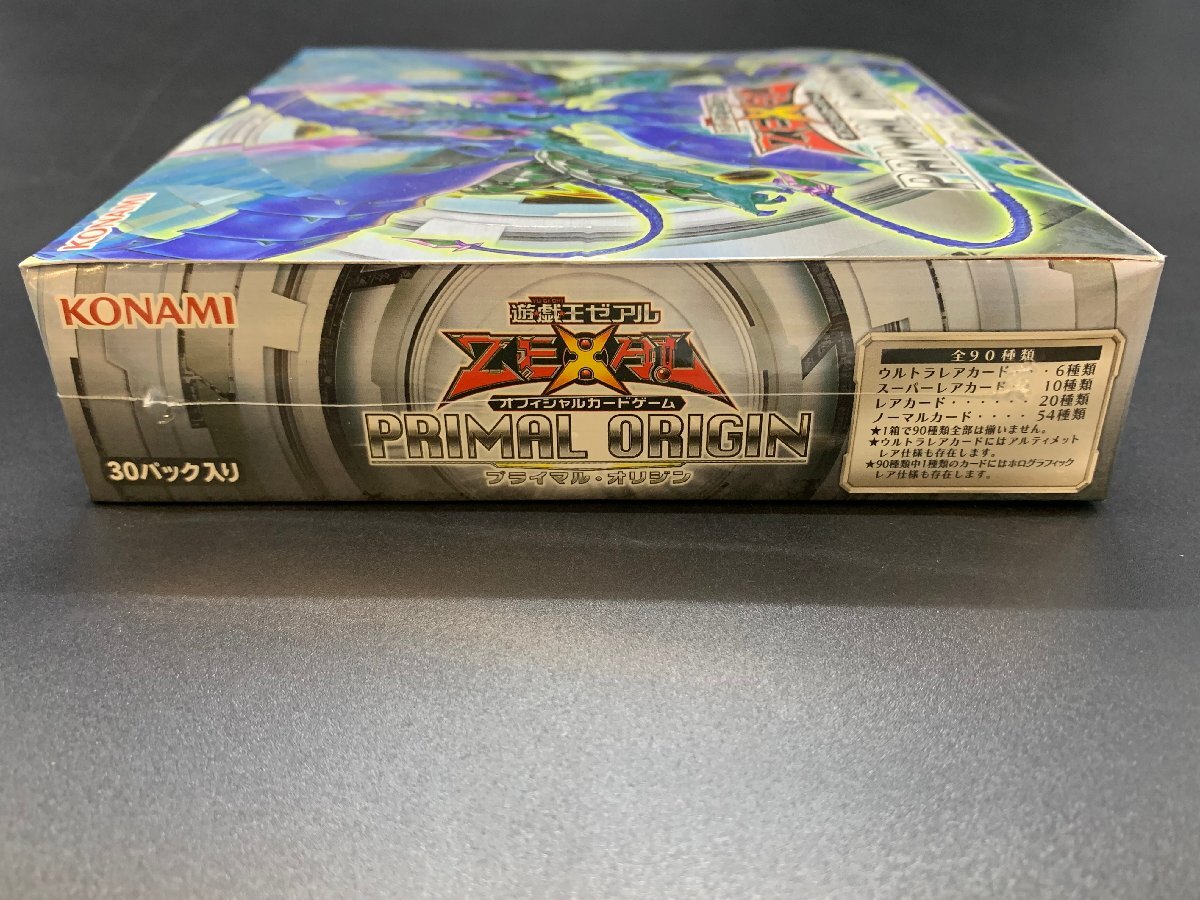 PRIMAL ORIGIN
ZEXAL
KONAMI
KONAMI
遊戯王ゼアル
ZEXAL
オフィシャルカードゲーム
PRIMAL ORIGIN
プライマル・オリジン
30パック入り
全90種類
ウルトラレアカード・・・6種類
スーパーレアカード・・10種類
レアカード・・・・・・20種類
ノーマルカード・・・・54種類
★1箱で90種類全部は揃いません。
★ウルトラレアカードにはアルティメット
レア仕様も存在します。
★90種類中1種類のカードにはホログラフィック
レア仕様も存在します。